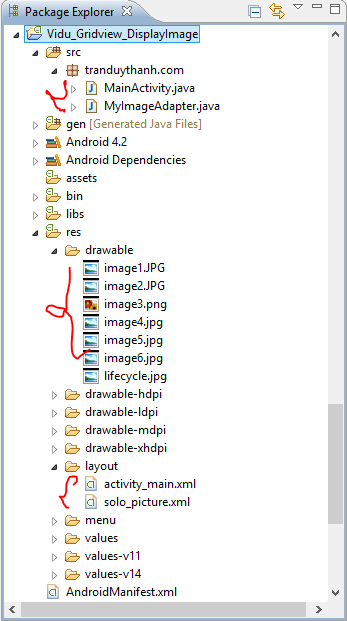 Package Explorer
Vidu_Gridview_DisplayImage
src
tranduythanh.com
MainActivity.java
MyImageAdapter.java
gen [Generated Java Files]
Android 4.2
Android Dependencies
assets
bin
libs
res
drawable
image1.JPG
image2.JPG
image3.png
image4.jpg
image5.jpg
image6.jpg
lifecycle.jpg
drawable-hdpi
drawable-ldpi
drawable-mdpi
drawable-xhdpi
layout
activity_main.xml
solo_picture.xml
menu
values
values-v11
values-v14
AndroidManifest.xml